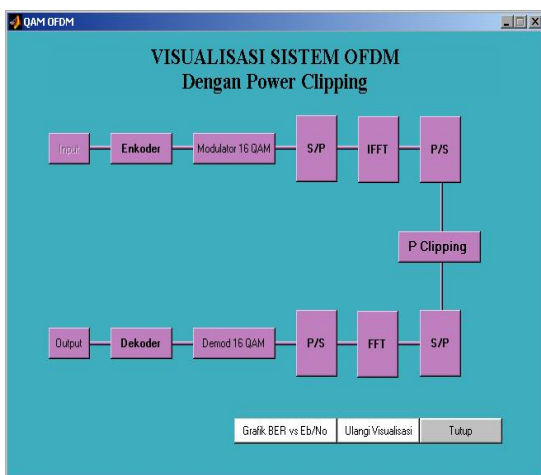 QAM OFDM
VISUALISASI SISTEM OFDM
Dengan Power Clipping
Input
Enkoder
Modulator 16 QAM
S/P
IFFT
P/S
P Clipping
Output
Dekoder
Demod 16 QAM
P/S
FFT
S/P
Grafik BER vs Eb/No
Ulangi Visualisasi
Tutup